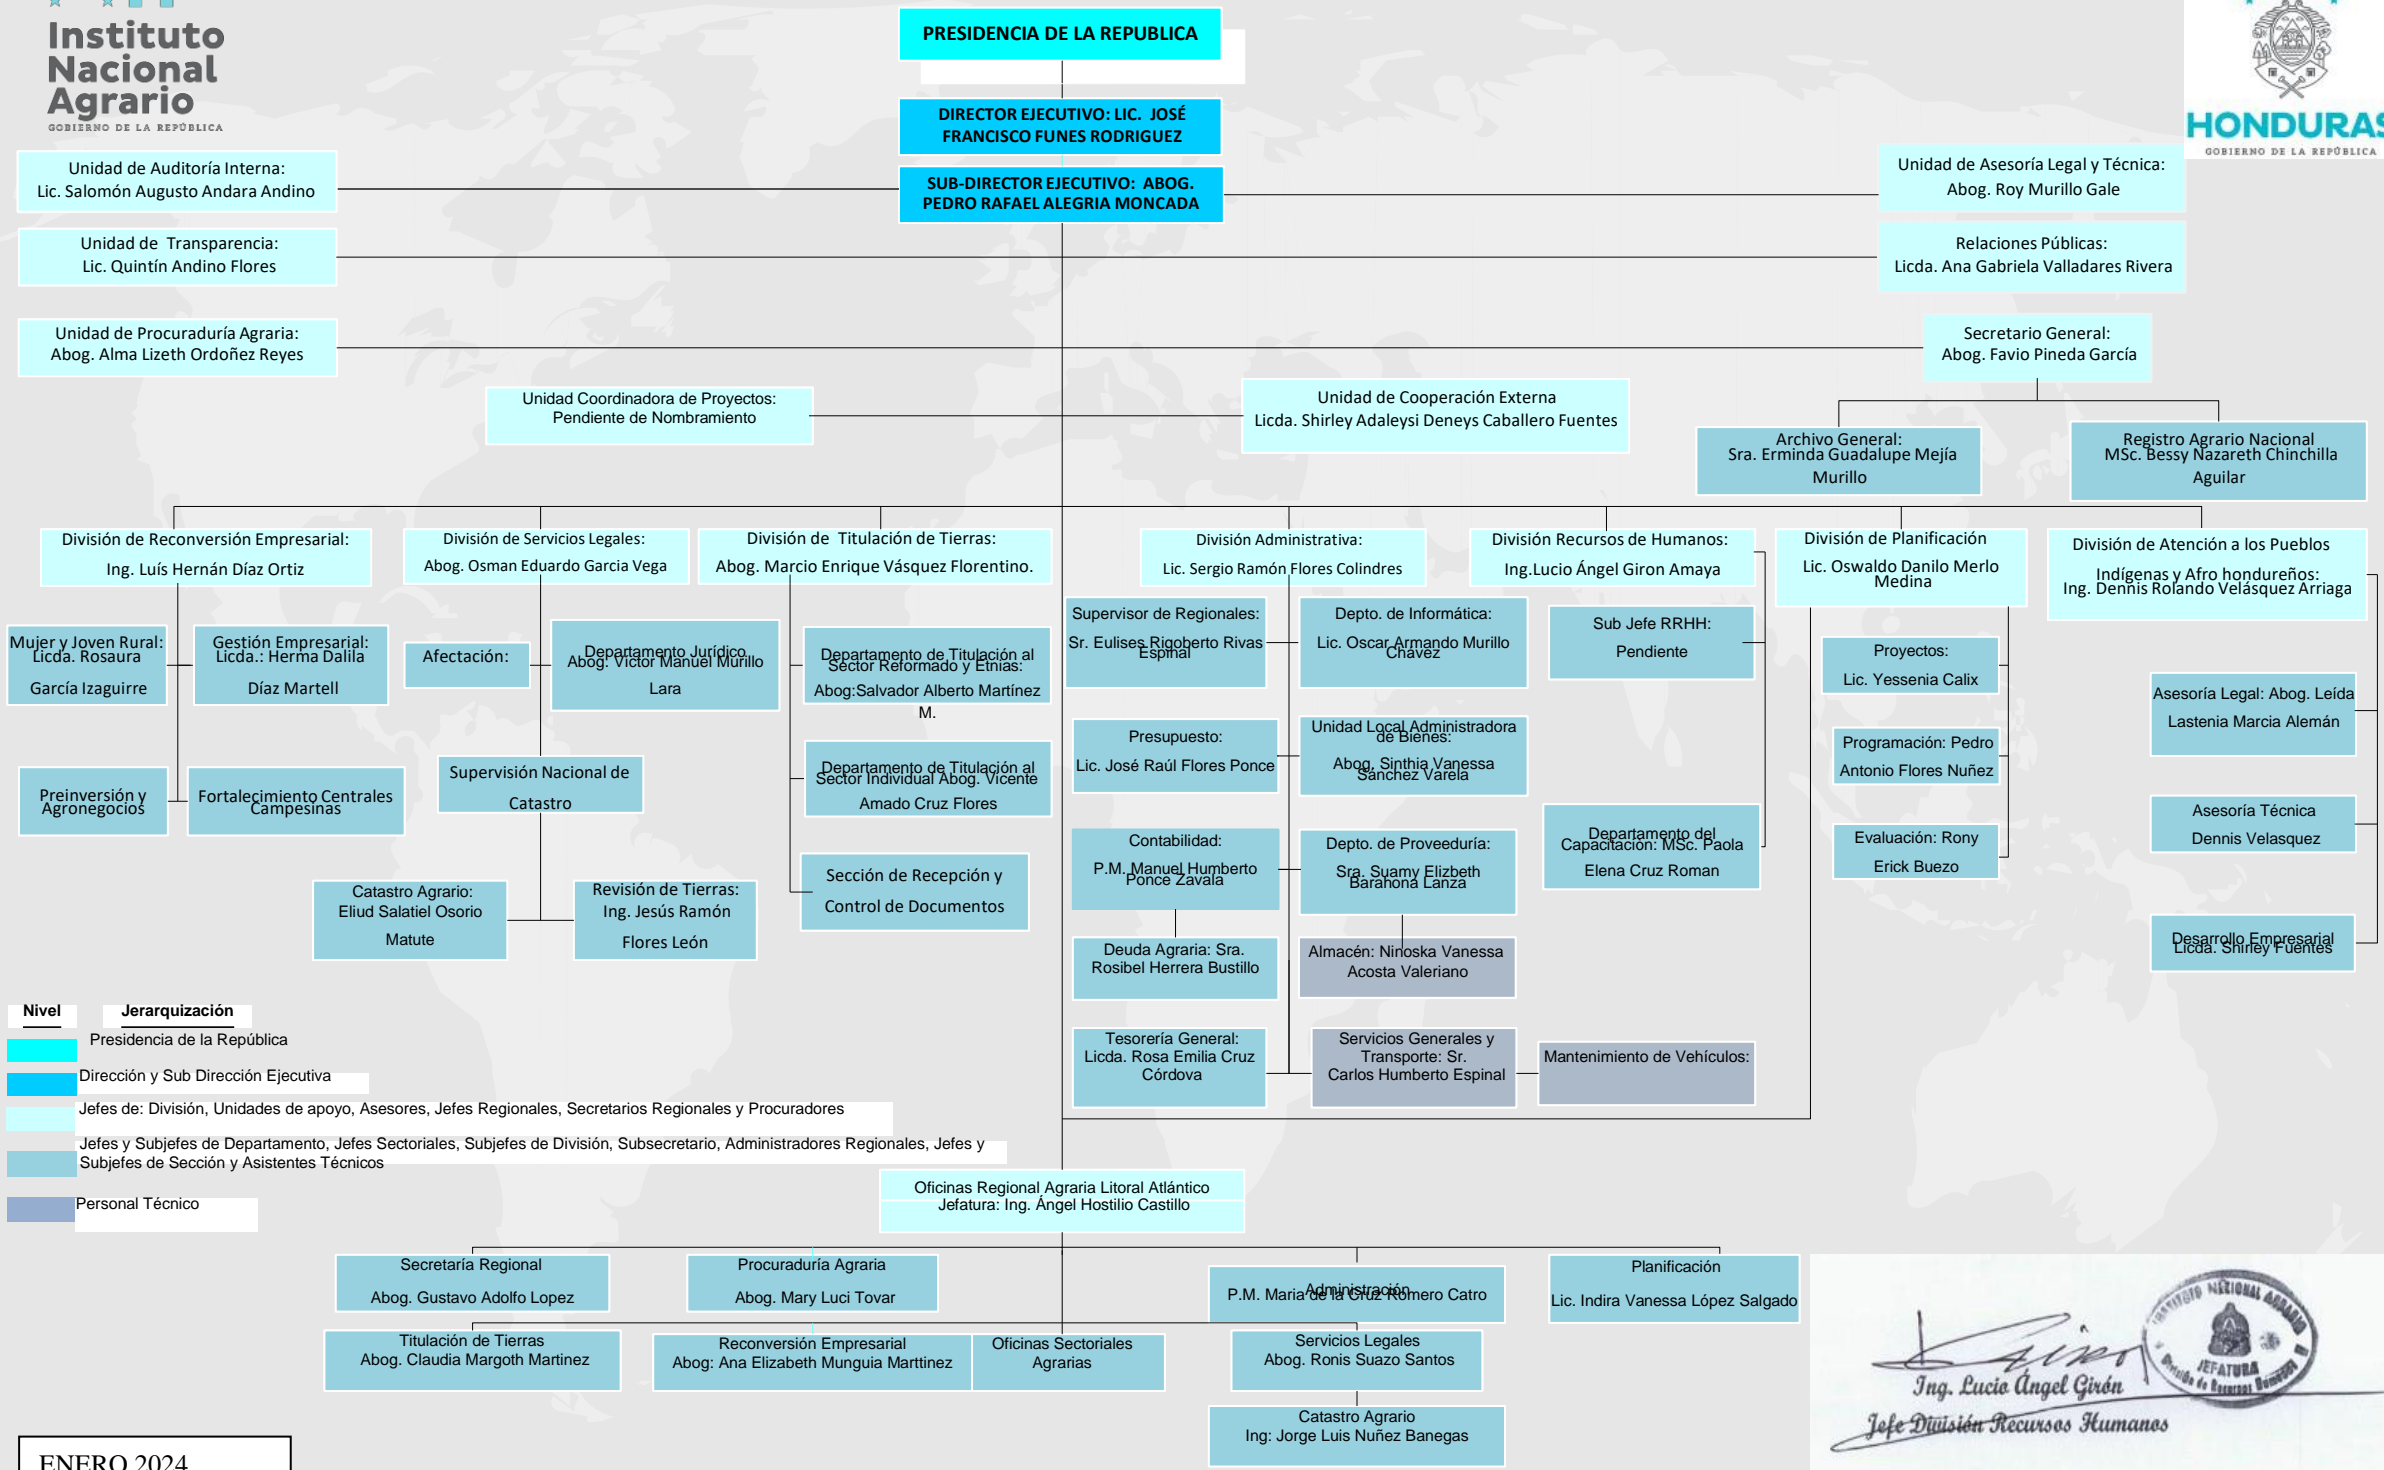 Instituto
Nacional
Agrario
GOBIERNO DE LA REPÚBLICA
PRESIDENCIA DE LA REPUBLICA
HONDURAS
GOBIERNO DE LA REPÚBLICA
DIRECTOR EJECUTIVO: LIC. JOSÉ
FRANCISCO FUNES RODRIGUEZ
SUB-DIRECTOR EJECUTIVO: ABOG.
PEDRO RAFAEL ALEGRIA MONCADA
Unidad de Auditoría Interna:
Lic. Salomón Augusto Andara Andino
Unidad de Asesoría Legal y Técnica:
Abog. Roy Murillo Gale
Unidad de Transparencia:
Lic. Quintín Andino Flores
Relaciones Públicas:
Licda. Ana Gabriela Valladares Rivera
Unidad de Procuraduría Agraria:
Abog. Alma Lizeth Ordoñez Reyes
Secretario General:
Abog. Favio Pineda García
Unidad Coordinadora de Proyectos:
Pendiente de Nombramiento
Unidad de Cooperación Externa
Licda. Shirley Adaleysi Deneys Caballero Fuentes
Archivo General:
Sra. Erminda Guadalupe Mejía
Murillo
Registro Agrario Nacional
MSc. Bessy Nazareth Chinchilla
Aguilar
División de Reconversión Empresarial:
Ing. Luís Hernán Díaz Ortiz
División de Servicios Legales:
Abog. Osman Eduardo Garcia Vega
División de Titulación de Tierras:
Abog. Marcio Enrique Vásquez Florentino.
División Administrativa:
Lic. Sergio Ramón Flores Colindres
División Recursos de Humanos:
Ing.Lucio Ángel Giron Amaya
División de Planificación
Lic. Oswaldo Danilo Merlo
Medina
División de Atención a los Pueblos
Indígenas y Afro hondureños:
Ing. Dennis Rolando Velásquez Arriaga
Mujer y Joven Rural:
Licda. Rosaura
García Izaguirre
Gestión Empresarial:
Licda.: Herma Dalila
Díaz Martell
Preinversión y
Agronegocios
Fortalecimiento Centrales
Campesinas
Afectación:
Departamento Jurídico
Abog: Víctor Manuel Murillo
Lara
Supervisión Nacional de
Catastro
Catastro Agrario:
Eliud Salatiel Osorio
Matute
Revisión de Tierras:
Ing. Jesús Ramón
Flores León
Departamento de Titulación al
Sector Reformado y Etnias:
Abog:Salvador Alberto Martínez
M.
Departamento de Titulación al
Sector Individual Abog. Vicente
Amado Cruz Flores
Sección de Recepción y
Control de Documentos
Supervisor de Regionales:
Sr. Eulises Rigoberto Rivas
Espinal
Depto. de Informática:
Lic. Oscar Armando Murillo
Chávez
Presupuesto:
Lic. José Raúl Flores Ponce
Unidad Local Administradora
de Bienes:
Abog. Sinthia Vanessa
Sánchez Varela
Contabilidad:
P.M. Manuel Humberto
Ponce Zavala
Depto. de Proveeduría:
Sra. Suamy Elizbeth
Barahona Lanza
Deuda Agraria: Sra.
Rosibel Herrera Bustillo
Almacén: Ninoska Vanessa
Acosta Valeriano
Tesorería General:
Licda. Rosa Emilia Cruz
Córdova
Servicios Generales y
Transporte: Sr.
Carlos Humberto Espinal
Mantenimiento de Vehículos:
Sub Jefe RRHH:
Pendiente
Departamento del
Capacitación: MSc. Paola
Elena Cruz Roman
Proyectos:
Lic. Yessenia Calix
Programación: Pedro
Antonio Flores Nuñez
Evaluación: Rony
Erick Buezo
Asesoría Legal: Abog. Leída
Lastenia Marcia Alemán
Asesoría Técnica
Dennis Velasquez
Desarrollo Empresarial
Licda. Shirley Fuentes
Nivel Jerarquización
Presidencia de la República
Dirección y Sub Dirección Ejecutiva
Jefes de: División, Unidades de apoyo, Asesores, Jefes Regionales, Secretarios Regionales y Procuradores
Jefes y Subjefes de Departamento, Jefes Sectoriales, Subjefes de División, Subsecretario, Administradores Regionales, Jefes y
Subjefes de Sección y Asistentes Técnicos
Personal Técnico
Oficinas Regional Agraria Litoral Atlántico
Jefatura: Ing. Ángel Hostilio Castillo
Secretaría Regional
Abog. Gustavo Adolfo Lopez
Procuraduría Agraria
Abog. Mary Luci Tovar
Administración
P.M. Maria de la Cruz Romero Catro
Planificación
Lic. Indira Vanessa López Salgado
Titulación de Tierras
Abog. Claudia Margoth Martinez
Reconversión Empresarial
Abog: Ana Elizabeth Munguia Marttinez
Oficinas Sectoriales
Agrarias
Servicios Legales
Abog. Ronis Suazo Santos
Catastro Agrario
Ing: Jorge Luis Nuñez Banegas
INSTITUTO NACIONAL AGRARIO
JEFATURA
División de Recursos Humanos
Ing. Lucio Ángel Girón
Jefe División Recursos Humanos
ENERO 2024